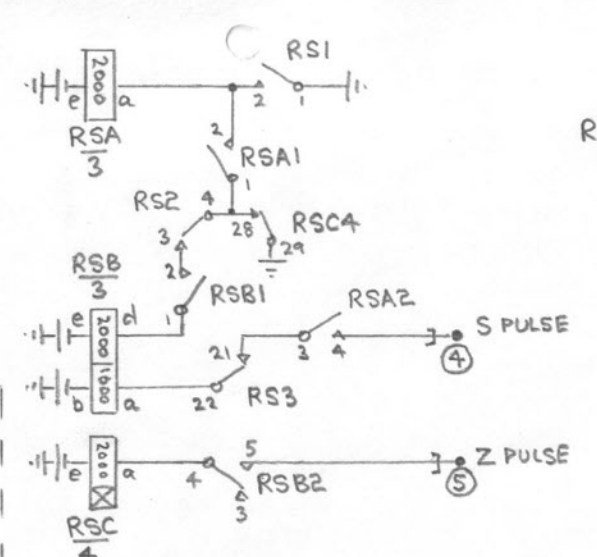 RS1
2000
e a 2 1
RSA
3
R
2
RSA1
1
RS2 4
28 RSC4
3 29
2
RSB
3
RSB1
1
RSA2
e 2000 d
3 4
S PULSE
4
21
b 1000 a
22 RS3
e 2000 a
4 5
RSB2
3
Z PULSE
5
RSC
4